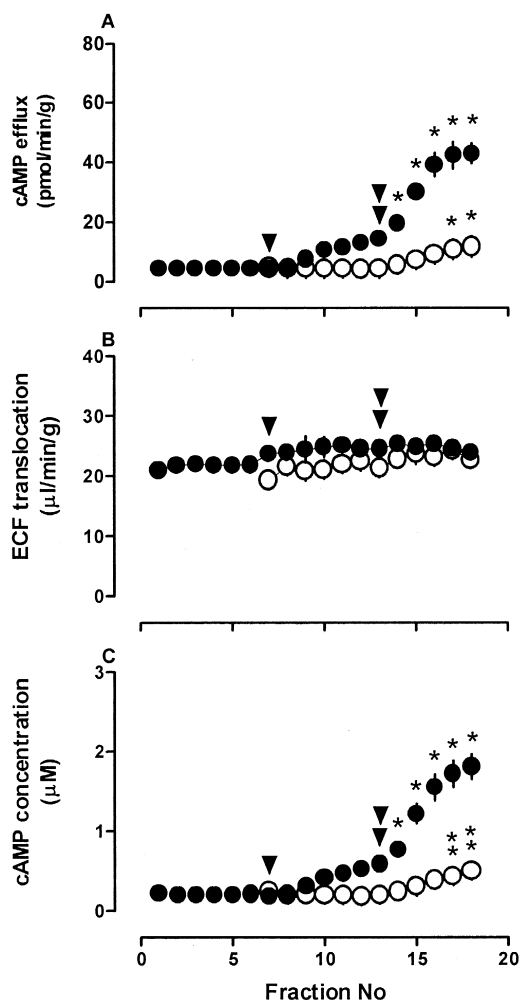 A
80
60
40
20
0
cAMP efflux
(pmol/min/g)
* * * * *
* *
B
40
30
20
10
0
ECF translocation
(μl/min/g)
C
3
2
1
0
cAMP concentration
(μM)
* * * * *
* *
* *
0 5 10 15 20
Fraction No